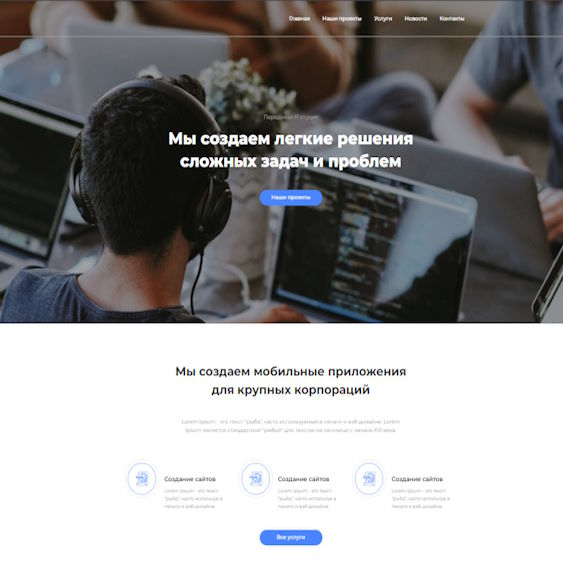 Главная Наши проекты Услуги Новости Контакты
Передовая IT студия
Мы создаем легкие решения
сложных задач и проблем
Наши проекты
Мы создаем мобильные приложения
для крупных корпораций
Lorem Ipsum - это текст "рыба", часто используемый в печати и вэб-дизайне. Lorem
Ipsum является стандартной "рыбой" для текстов на латинице с начала XVI века.
Создание сайтов
Lorem Ipsum - это текст
"рыба", часто использу в
печати и вэб-дизайне.
Создание сайтов
Lorem Ipsum - это текст
"рыба", часто использу в
печати и вэб-дизайне.
Создание сайтов
Lorem Ipsum - это текст
"рыба", часто использу в
печати и вэб-дизайне.
Все услуги